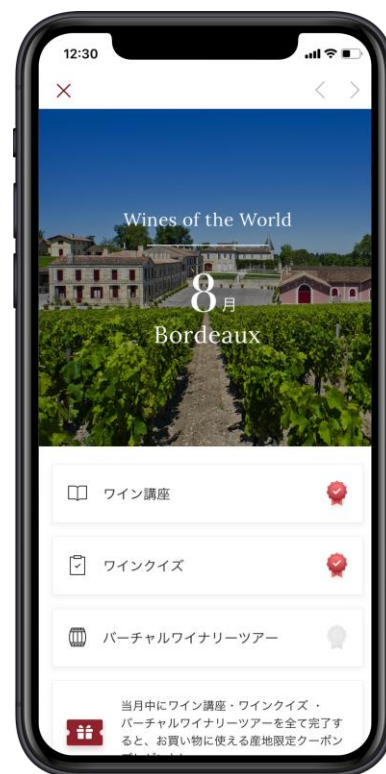 12:30
Wines of the World
8月
Bordeaux
ワイン講座
ワインクイズ
バーチャルワイナリーツアー
当月中にワイン講座・ワインクイズ ・
バーチャルワイナリーツアーを全て完了す
ると、お買い物に使える産地限定クーポン